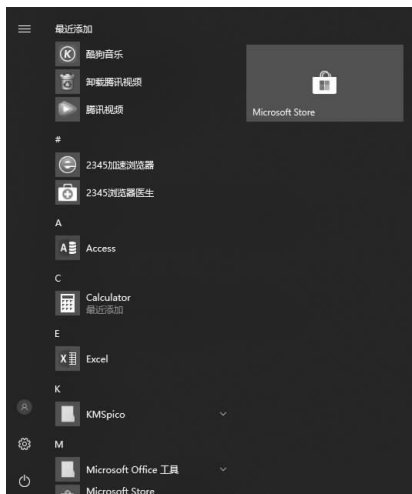 最近添加
酷狗音乐
卸载腾讯视频
腾讯视频
Microsoft Store
#
2345加速浏览器
2345浏览器医生
A
Access
C
Calculator
最近添加
E
Excel
K
KMSpico
M
Microsoft Office 工具
Microsoft Store